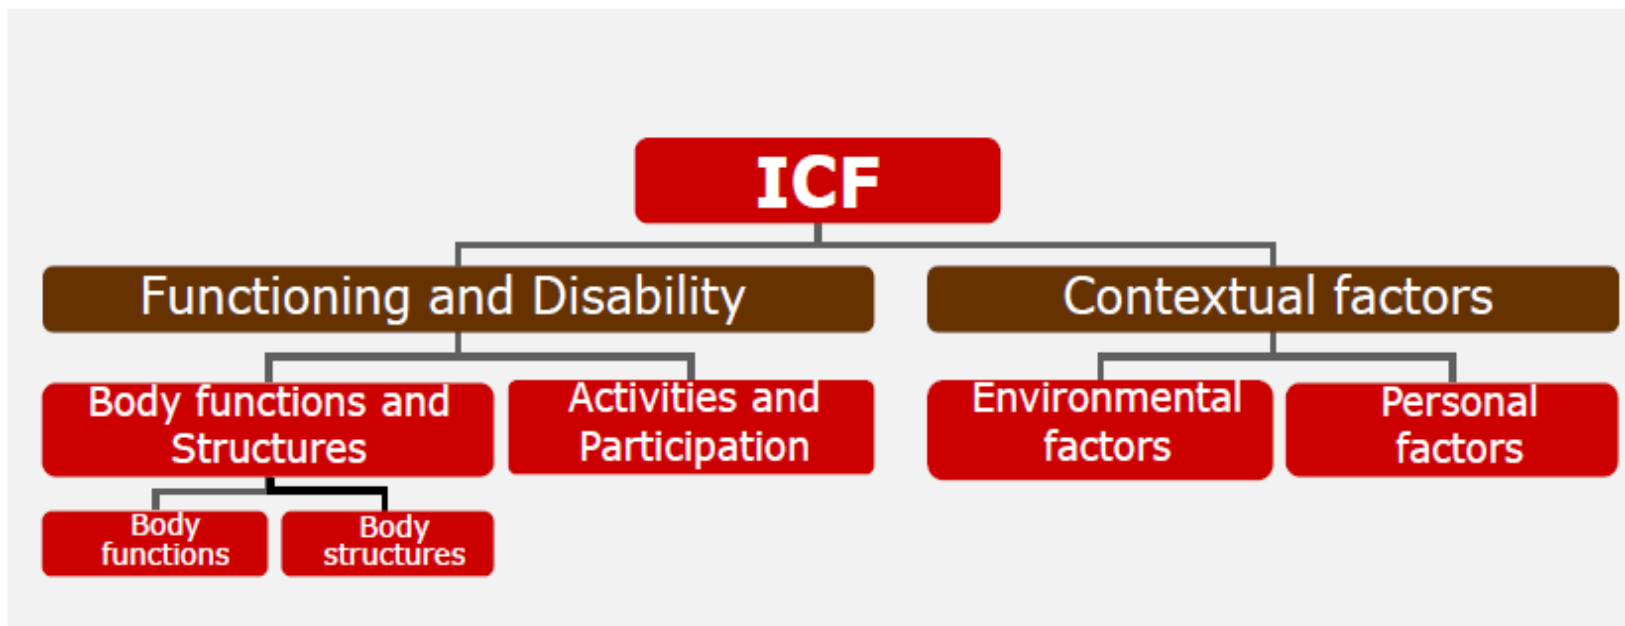 ICF
Functioning and Disability
Contextual factors
Body functions and
Structures
Activities and
Participation
Environmental
factors
Personal
factors
Body
functions
Body
structures